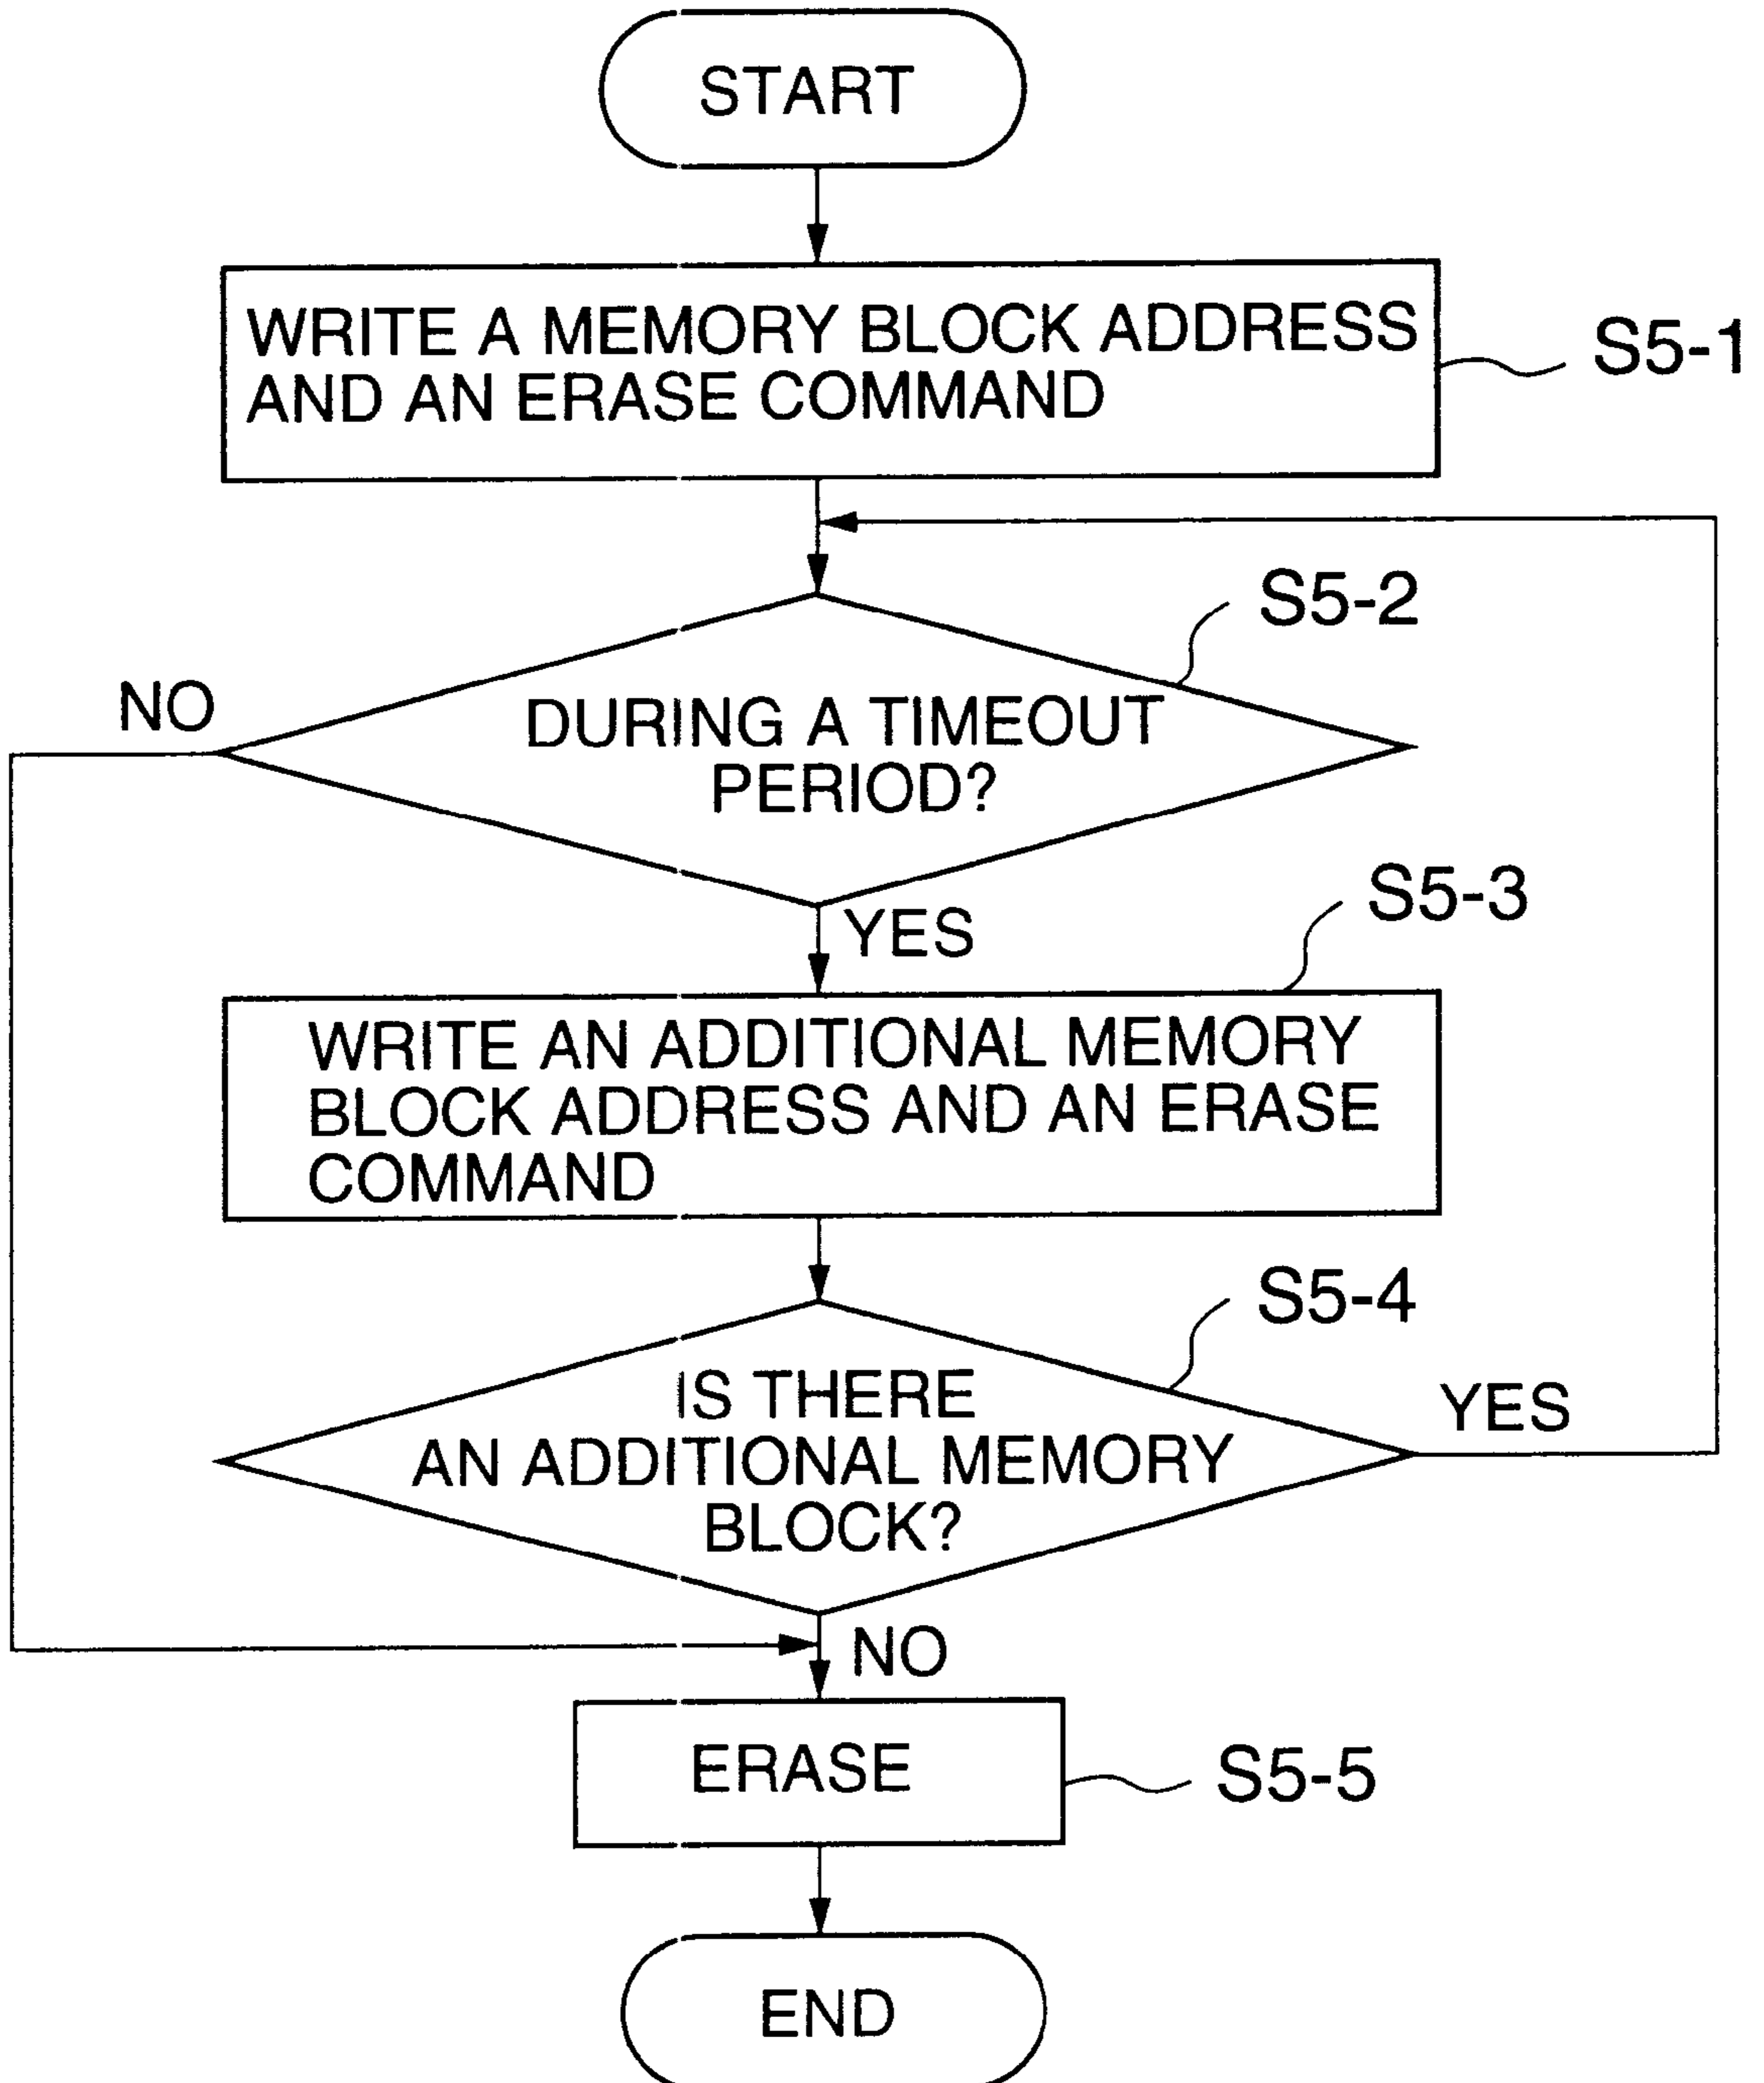 START
WRITE A MEMORY BLOCK ADDRESS
AND AN ERASE COMMAND
S5-1
S5-2
NO
DURING A TIMEOUT
PERIOD?
S5-3
YES
WRITE AN ADDITIONAL MEMORY
BLOCK ADDRESS AND AN ERASE
COMMAND
S5-4
IS THERE
AN ADDITIONAL MEMORY
BLOCK?
YES
NO
ERASE
S5-5
END